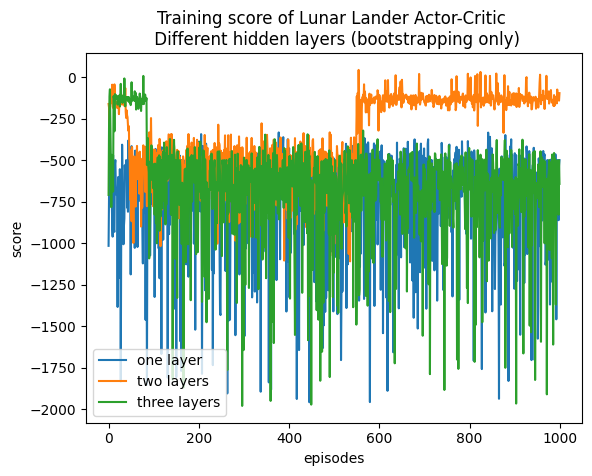 Training score of Lunar Lander Actor-Critic
Different hidden layers (bootstrapping only)
0
−250
−500
−750
−1000
−1250
−1500
−1750
−2000
score
one layer
two layers
three layers
0 200 400 600 800 1000
episodes